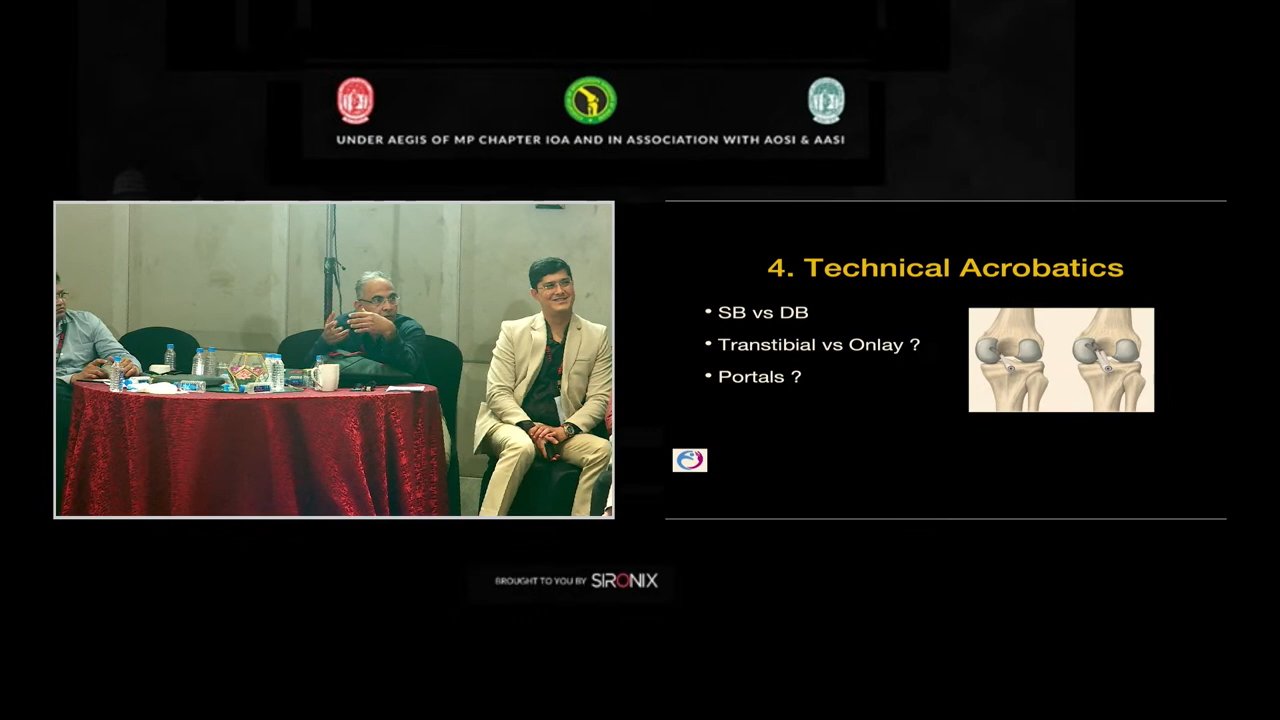 UNDER AEGIS OF MP CHAPTER IOA AND IN ASSOCIATION WITH AOSI & AASI
4. Technical Acrobatics
• SB vs DB
• Transtibial vs Onlay ?
• Portals ?
BROUGHT TO YOU BY SIRONIX